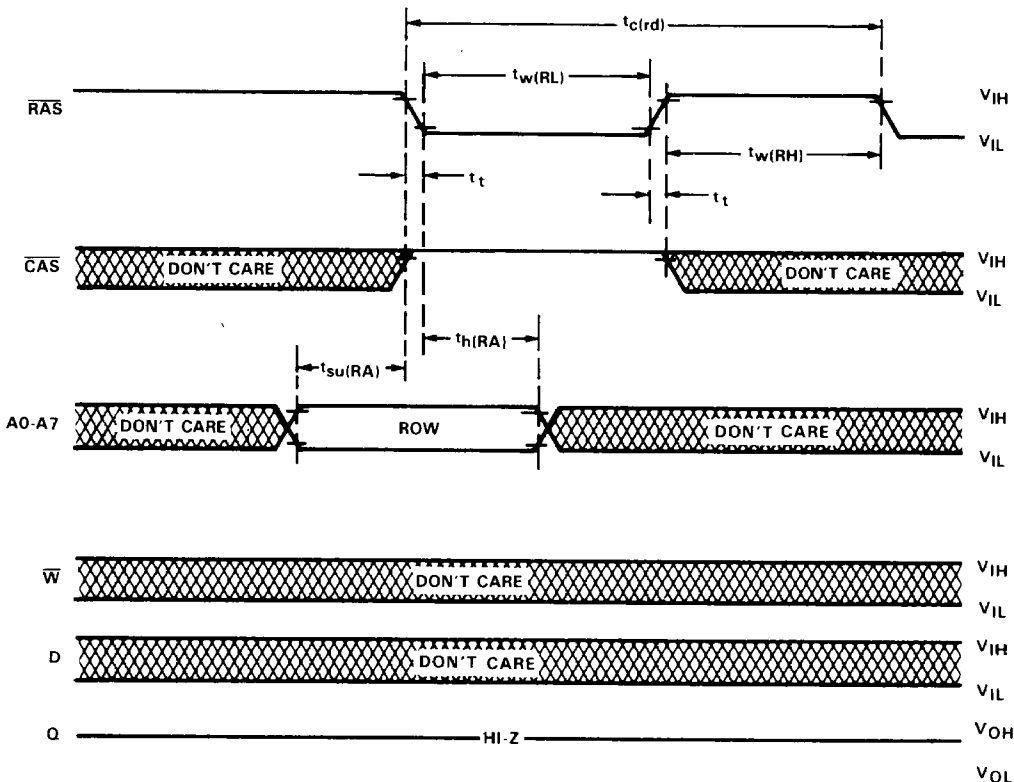 tc(rd)
tw(RL)
RAS
VIH
VIL
tw(RH)
tt
tt
CAS
DON'T CARE
DON'T CARE
VIH
VIL
th(RA)
tsu(RA)
A0-A7
DON'T CARE
ROW
DON'T CARE
VIH
VIL
W
DON'T CARE
VIH
VIL
D
DON'T CARE
VIH
VIL
Q
HI-Z
VOH
VOL